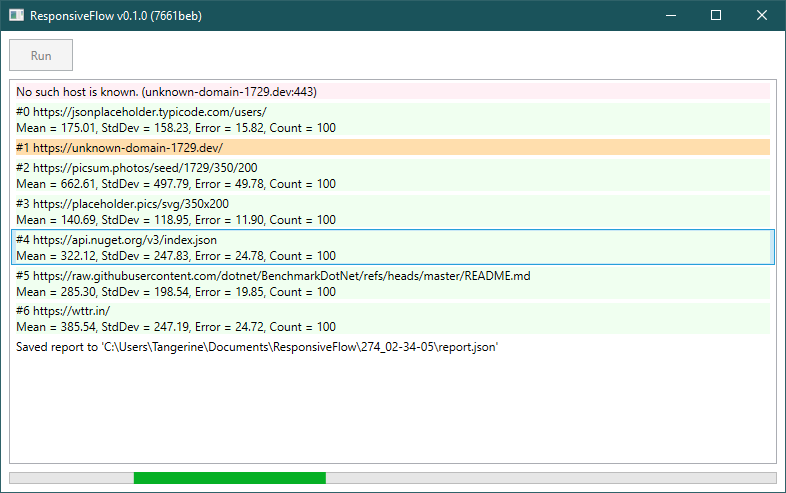 ResponsiveFlow v0.1.0 (7661beb)
Run
No such host is known. (unknown-domain-1729.dev:443)
#0 https://jsonplaceholder.typicode.com/users/
Mean = 175.01, StdDev = 158.23, Error = 15.82, Count = 100
#1 https://unknown-domain-1729.dev/
#2 https://picsum.photos/seed/1729/350/200
Mean = 662.61, StdDev = 497.79, Error = 49.78, Count = 100
#3 https://placeholder.pics/svg/350x200
Mean = 140.69, StdDev = 118.95, Error = 11.90, Count = 100
#4 https://api.nuget.org/v3/index.json
Mean = 322.12, StdDev = 247.83, Error = 24.78, Count = 100
#5 https://raw.githubusercontent.com/dotnet/BenchmarkDotNet/refs/heads/master/README.md
Mean = 285.30, StdDev = 198.54, Error = 19.85, Count = 100
#6 https://wttr.in/
Mean = 385.54, StdDev = 247.19, Error = 24.72, Count = 100
Saved report to 'C:\Users\Tangerine\Documents\ResponsiveFlow\274_02-34-05\report.json'